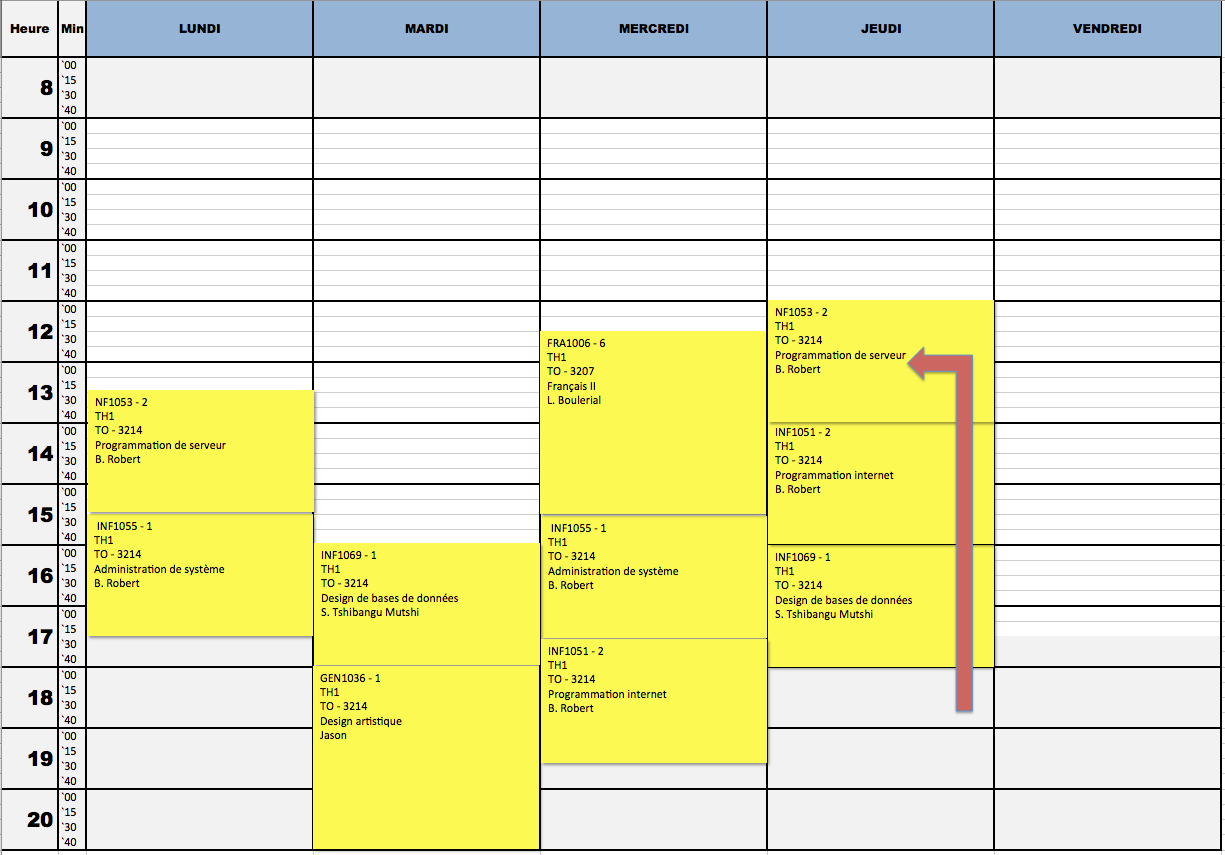 Heure Min LUNDI MARDI MERCREDI JEUDI VENDREDI
8
`00
`15
`30
`40
9
`00
`15
`30
`40
10
`00
`15
`30
`40
11
`00
`15
`30
`40
12
`00
`15
`30
`40
13
`00
`15
`30
`40
14
`00
`15
`30
`40
15
`00
`15
`30
`40
16
`00
`15
`30
`40
17
`00
`15
`30
`40
18
`00
`15
`30
`40
19
`00
`15
`30
`40
20
`00
`15
`30
`40
NF1053 - 2
TH1
TO - 3214
Programmation de serveur
B. Robert
INF1055 - 1
TH1
TO - 3214
Administration de système
B. Robert
INF1069 - 1
TH1
TO - 3214
Design de bases de données
S. Tshibangu Mutshi
GEN1036 - 1
TH1
TO - 3214
Design artistique
Jason
FRA1006 - 6
TH1
TO - 3207
Français II
L. Boulerial
INF1055 - 1
TH1
TO - 3214
Administration de système
B. Robert
INF1051 - 2
TH1
TO - 3214
Programmation internet
B. Robert
NF1053 - 2
TH1
TO - 3214
Programmation de serveur
B. Robert
INF1051 - 2
TH1
TO - 3214
Programmation internet
B. Robert
INF1069 - 1
TH1
TO - 3214
Design de bases de données
S. Tshibangu Mutshi